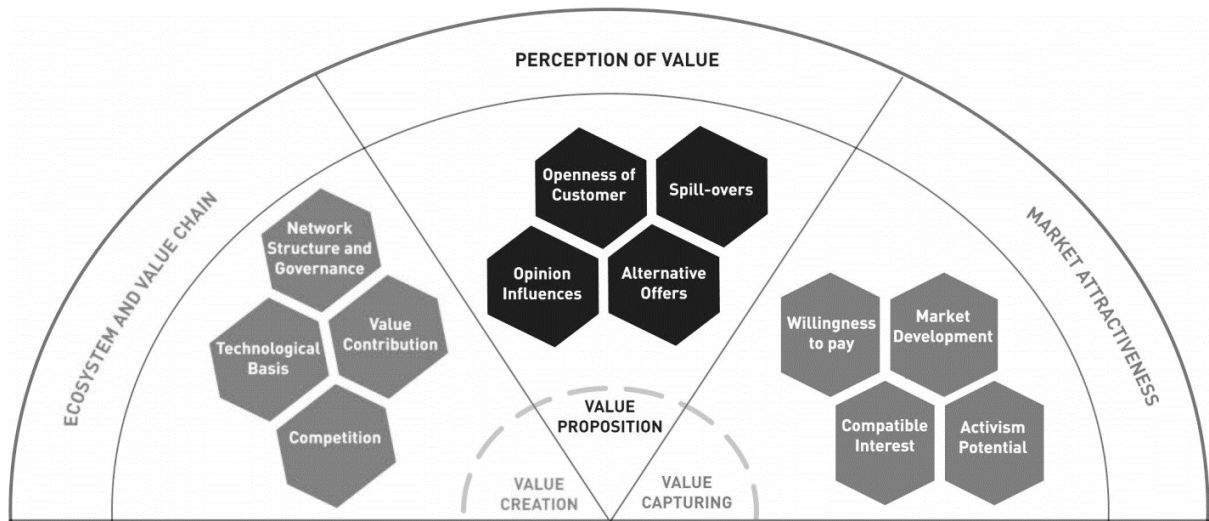 PERCEPTION OF VALUE
ECOSYSTEM AND VALUE CHAIN
MARKET ATTRACTIVENESS
Network
Structure and
Governance
Technological
Basis
Value
Contribution
Competition
Openness of
Customer
Spill-overs
Opinion
Influences
Alternative
Offers
Willingness
to pay
Market
Development
Compatible
Interest
Activism
Potential
VALUE
PROPOSITION
VALUE
CREATION
VALUE
CAPTURING